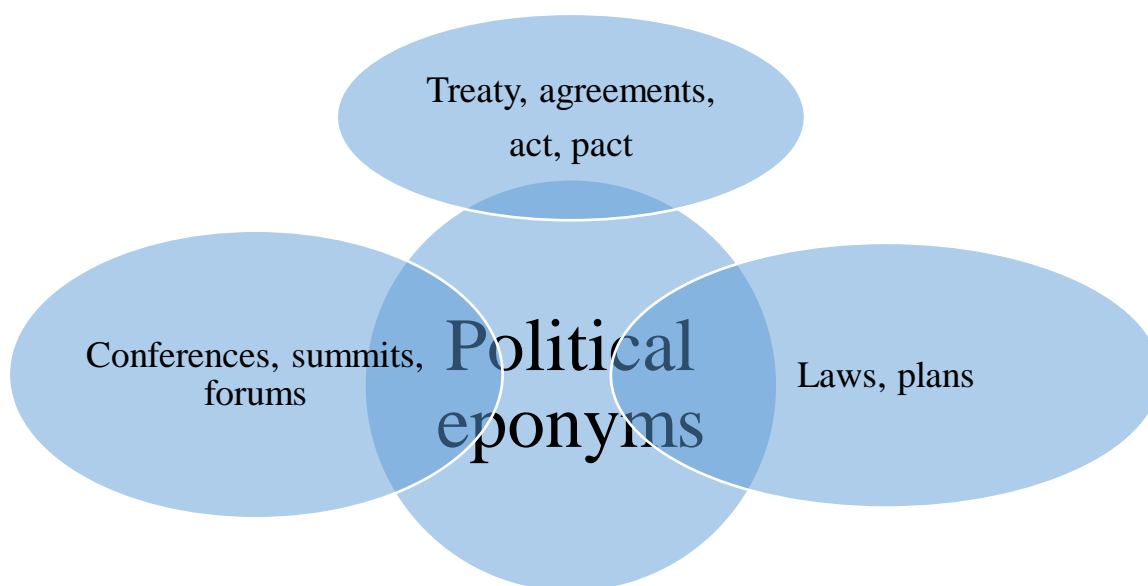 Treaty, agreements,
act, pact
Conferences, summits,
forums
Political
eponyms
Laws, plans